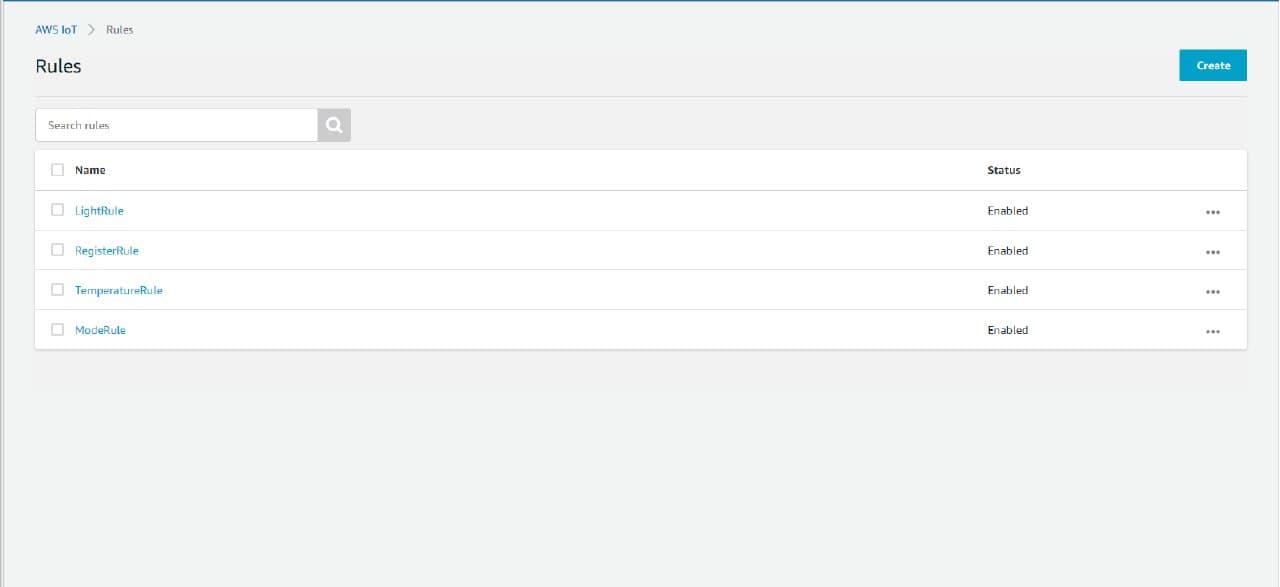 AWS IoT > Rules
Rules
Create
Search rules
Name Status
LightRule Enabled •••
RegisterRule Enabled •••
TemperatureRule Enabled •••
ModeRule Enabled •••